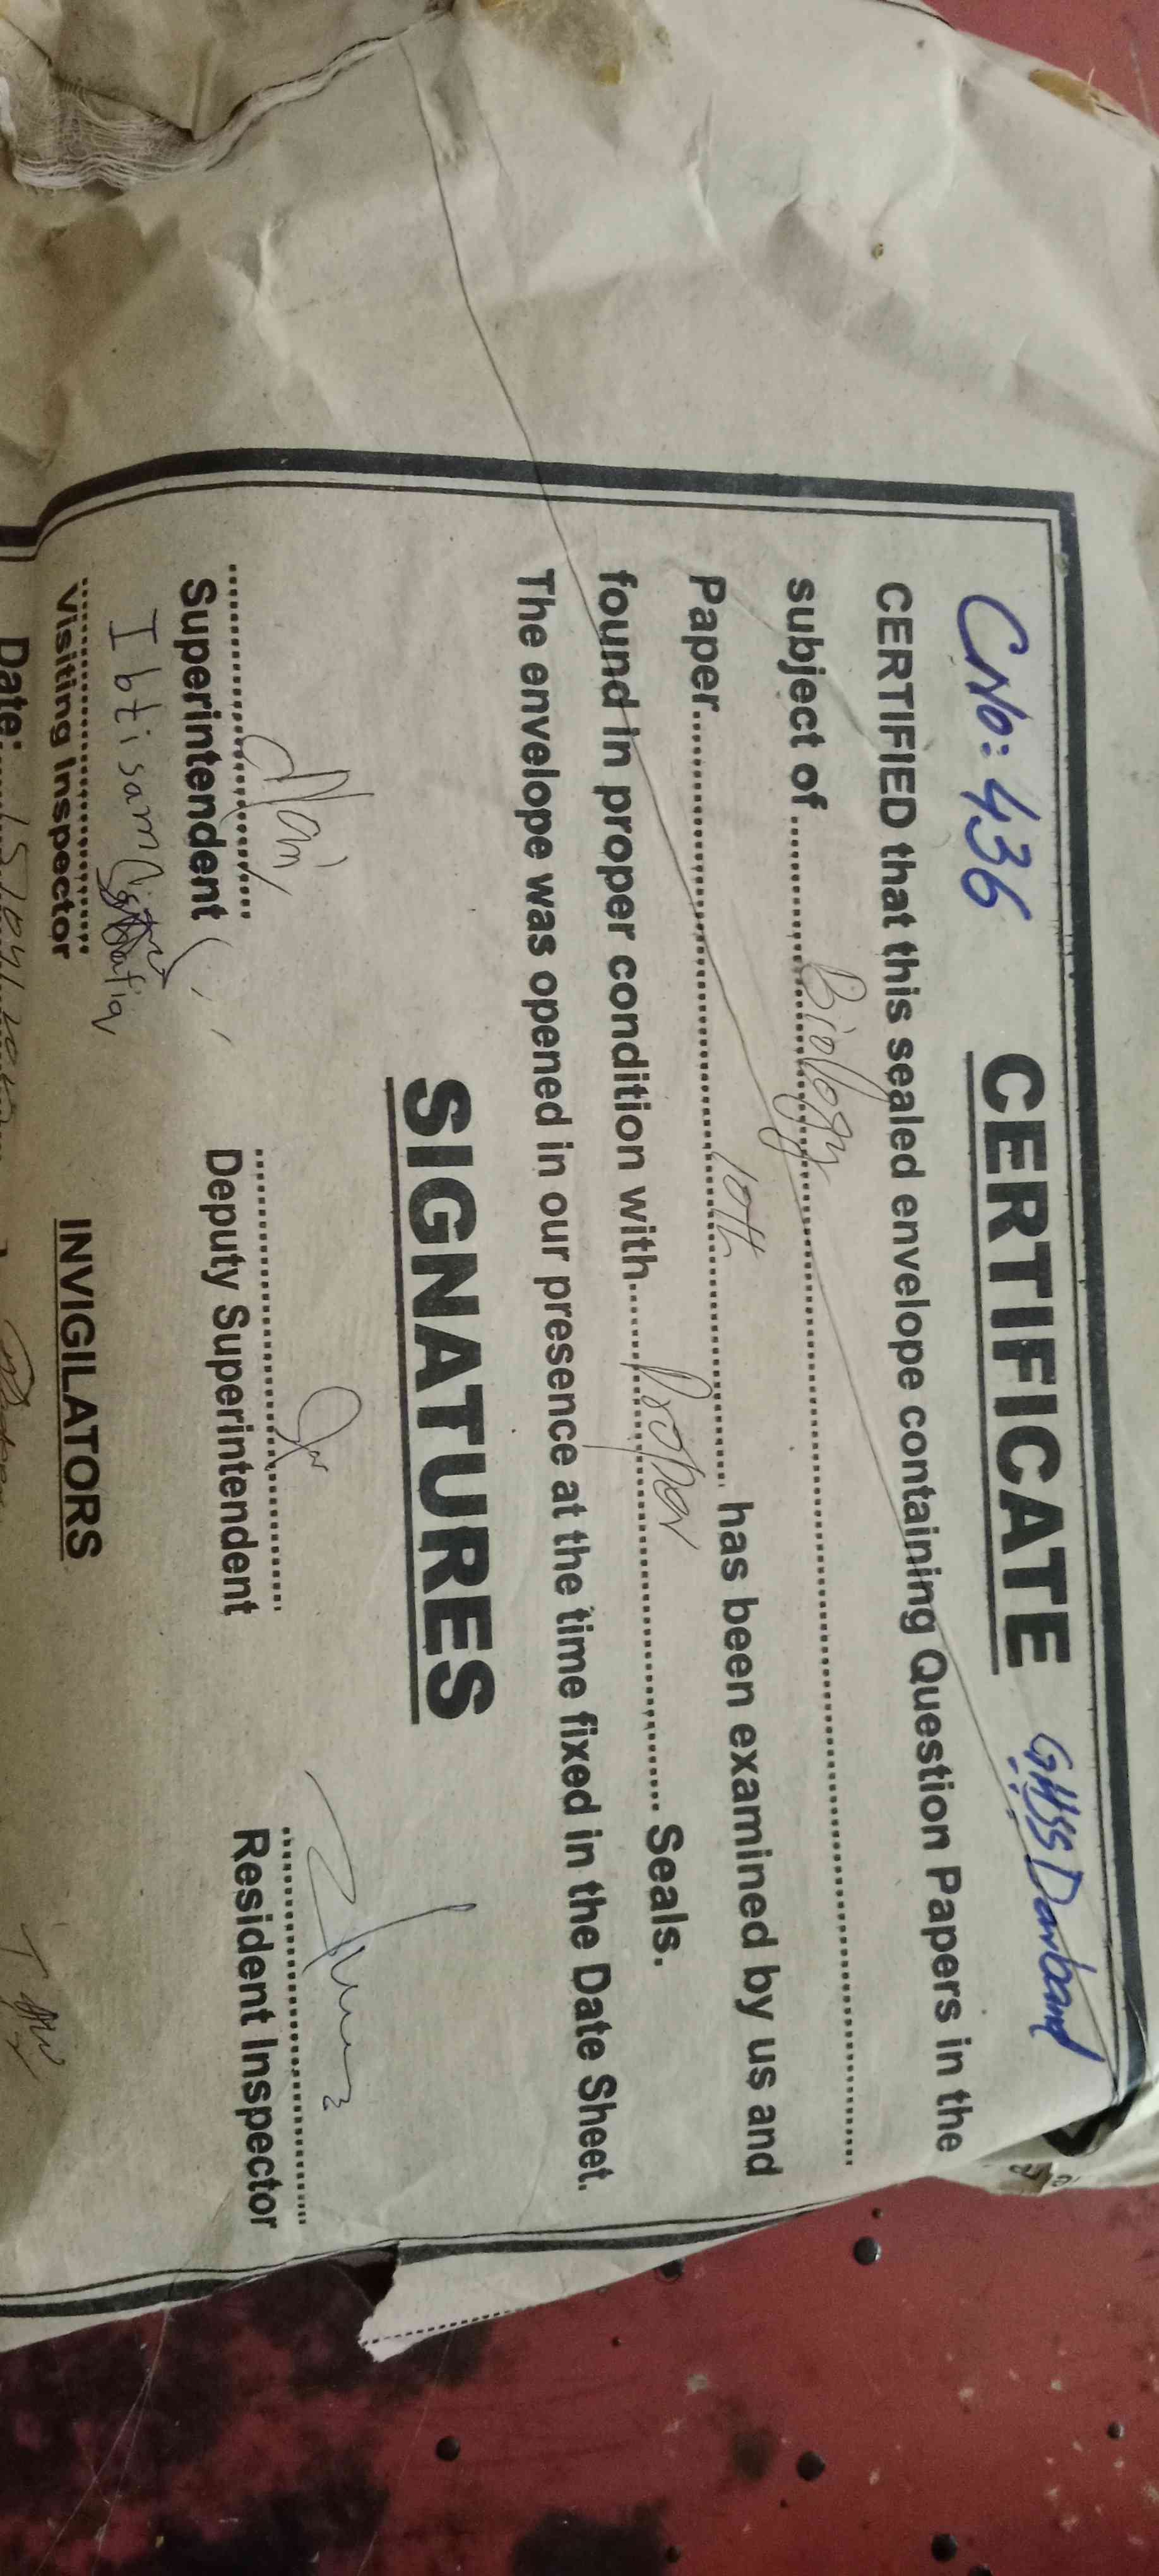 CNo: 436 CERTIFICATE GHSS Darband
CERTIFIED that this sealed envelope containing Question Papers in the
subject of ........ Biology ........
Paper ........ 10th ........ has been examined by us and
found in proper condition with ........ Proper ........ Seals.
The envelope was opened in our presence at the time fixed in the Date Sheet.
SIGNATURES
Superintendent Deputy Superintendent Resident Inspector
Ibtisam
Visiting Inspector INVIGILATORS
Date: